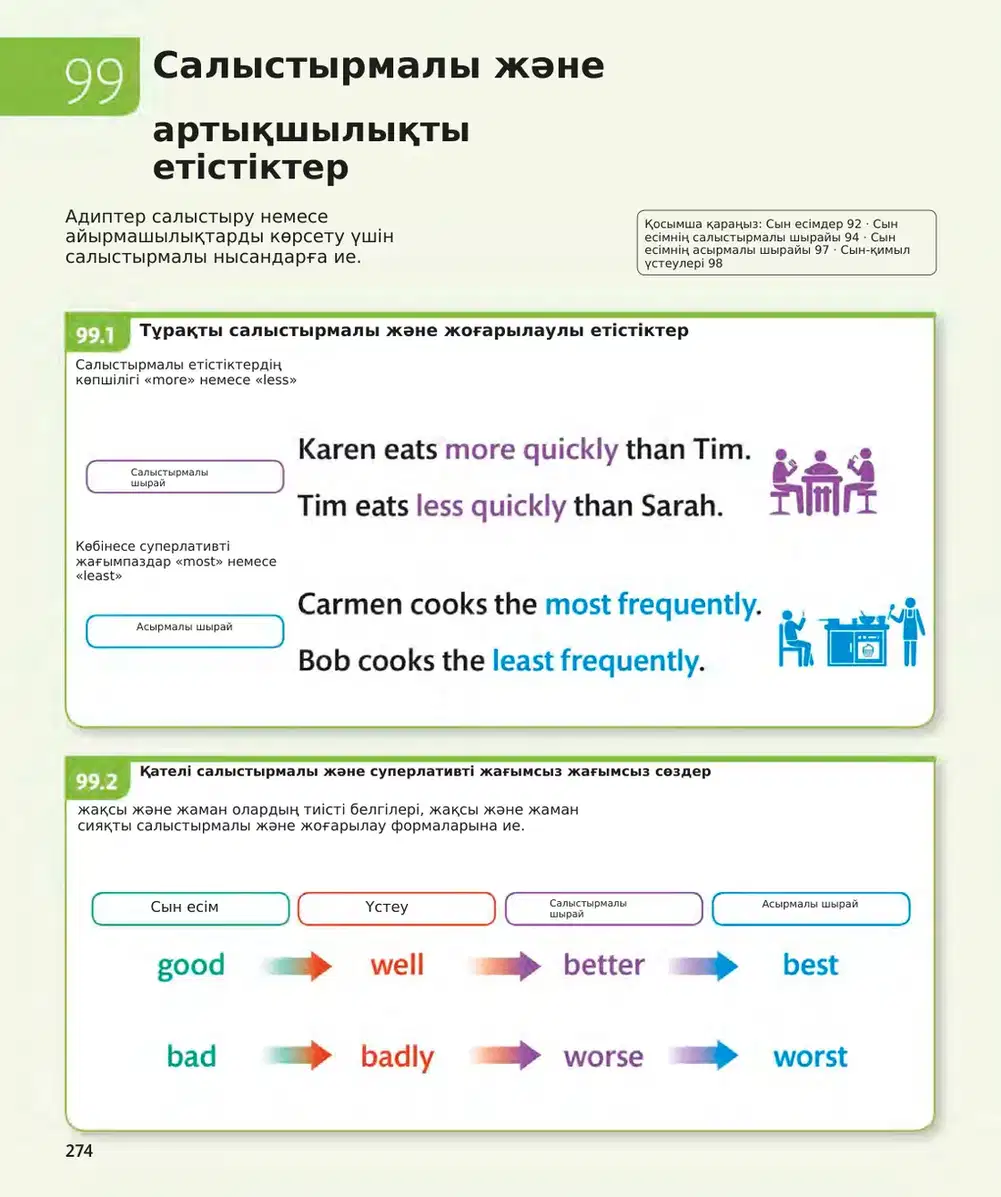 99
Салыстырмалы және
артықшылықты
етістіктер
Адиптер салыстыру немесе
айырмашылықтарды көрсету үшін
салыстырмалы нысандарға ие.
Қосымша қараңыз: Сын есімдер 92 · Сын
есімнің салыстырмалы шырайы 94 · Сын
есімнің асырмалы шырайы 97 · Сын-қимыл
үстеулері 98
99.1 Тұрақты салыстырмалы және жоғарылаулы етістіктер
Салыстырмалы етістіктердің
көпшілігі «more» немесе «less»
Салыстырмалы
шырай
Karen eats more quickly than Tim.
Tim eats less quickly than Sarah.
Көбінесе суперлативті
жағымпаздар «most» немесе
«least»
Асырмалы шырай
Carmen cooks the most frequently.
Bob cooks the least frequently.
99.2 Қателі салыстырмалы және суперлативті жағымсыз жағымсыз сөздер
жақсы және жаман олардың тиісті белгілері, жақсы және жаман
сияқты салыстырмалы және жоғарылау формаларына ие.
Сын есім
Үстеу
Салыстырмалы
шырай
Асырмалы шырай
good well better best
bad badly worse worst
274